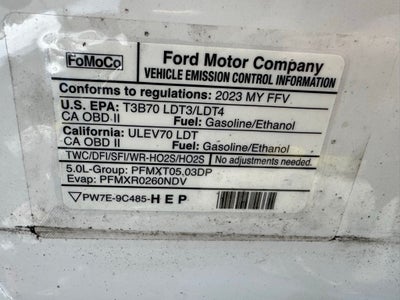 FoMoCo
Ford Motor Company
VEHICLE EMISSION CONTROL INFORMATION
Conforms to regulations: 2023 MY FFV
U.S. EPA: T3B70 LDT3/LDT4
CA OBD II Fuel: Gasoline/Ethanol
California: ULEV70 LDT
CA OBD II Fuel: Gasoline/Ethanol
TWC/DFI/SFI/WR-HO2S/HO2S No adjustments needed.
5.0L-Group: PFMXT05.03DP
Evap: PFMXR0260NDV
PW7E-9C485-HEP